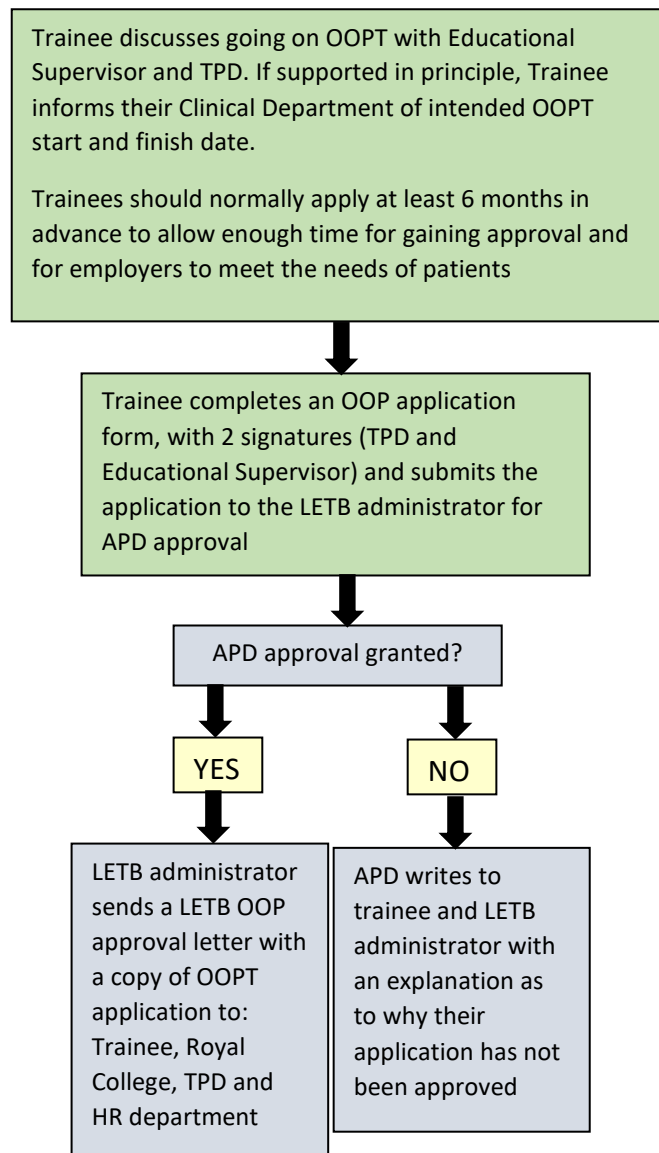 Trainee discusses going on OOPT with Educational
Supervisor and TPD. If supported in principle, Trainee
informs their Clinical Department of intended OOPT
start and finish date.
Trainees should normally apply at least 6 months in
advance to allow enough time for gaining approval and
for employers to meet the needs of patients
Trainee completes an OOP application
form, with 2 signatures (TPD and
Educational Supervisor) and submits the
application to the LETB administrator for
APD approval
APD approval granted?
YES
NO
LETB administrator
sends a LETB OOP
approval letter with
a copy of OOPT
application to:
Trainee, Royal
College, TPD and
HR department
APD writes to
trainee and LETB
administrator with
an explanation as
to why their
application has not
been approved